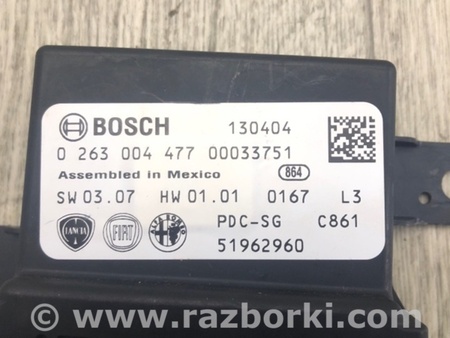 BOSCH 130404
0 263 004 477 00033751
Assembled in Mexico 864
SW 03.07 HW 01.01 0167 L3
LANCIA FIAT ALFA ROMEO PDC-SG C861
51962960
© www.razborki.com